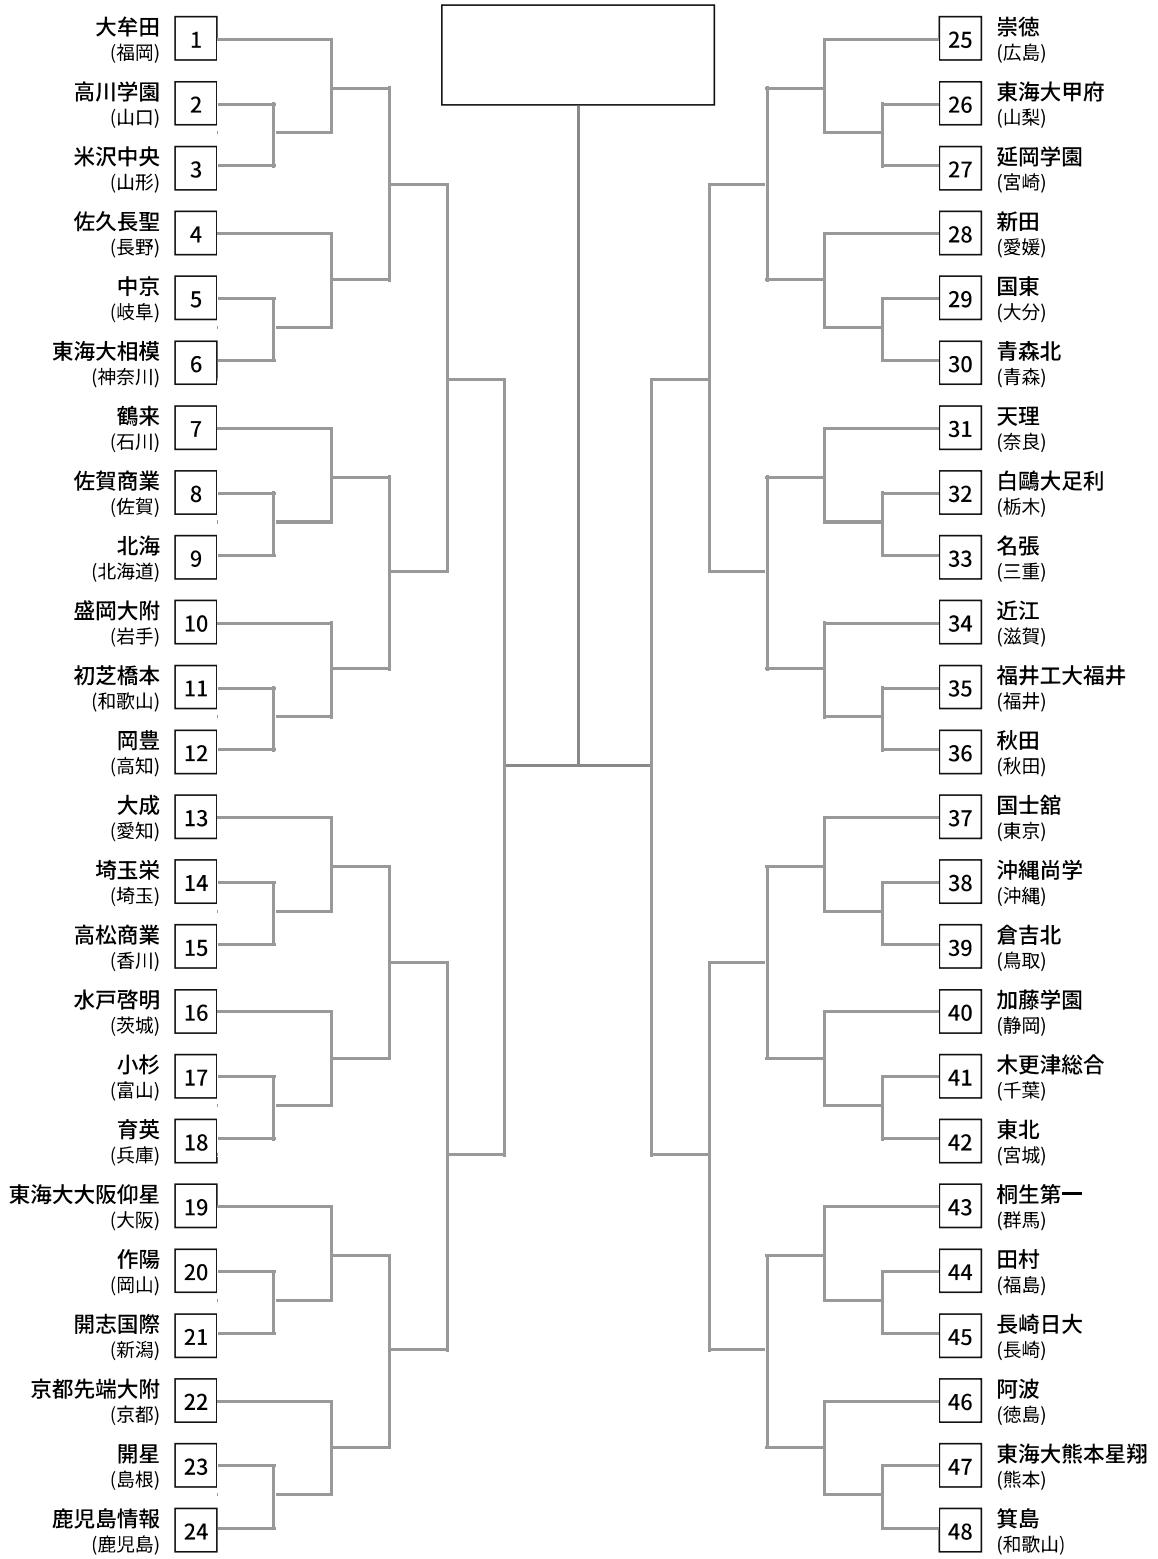 大牟田
(福岡)
1
高川学園
(山口)
2
米沢中央
(山形)
3
佐久長聖
(長野)
4
中京
(岐阜)
5
東海大相模
(神奈川)
6
鶴来
(石川)
7
佐賀商業
(佐賀)
8
北海
(北海道)
9
盛岡大附
(岩手)
10
初芝橋本
(和歌山)
11
岡豊
(高知)
12
大成
(愛知)
13
埼玉栄
(埼玉)
14
高松商業
(香川)
15
水戸啓明
(茨城)
16
小杉
(富山)
17
育英
(兵庫)
18
東海大大阪仰星
(大阪)
19
作陽
(岡山)
20
開志国際
(新潟)
21
京都先端大附
(京都)
22
開星
(島根)
23
鹿児島情報
(鹿児島)
24
25
崇徳
(広島)
26
東海大甲府
(山梨)
27
延岡学園
(宮崎)
28
新田
(愛媛)
29
国東
(大分)
30
青森北
(青森)
31
天理
(奈良)
32
白鷗大足利
(栃木)
33
名張
(三重)
34
近江
(滋賀)
35
福井工大福井
(福井)
36
秋田
(秋田)
37
国士舘
(東京)
38
沖縄尚学
(沖縄)
39
倉吉北
(鳥取)
40
加藤学園
(静岡)
41
木更津総合
(千葉)
42
東北
(宮城)
43
桐生第一
(群馬)
44
田村
(福島)
45
長崎日大
(長崎)
46
阿波
(徳島)
47
東海大熊本星翔
(熊本)
48
箕島
(和歌山)